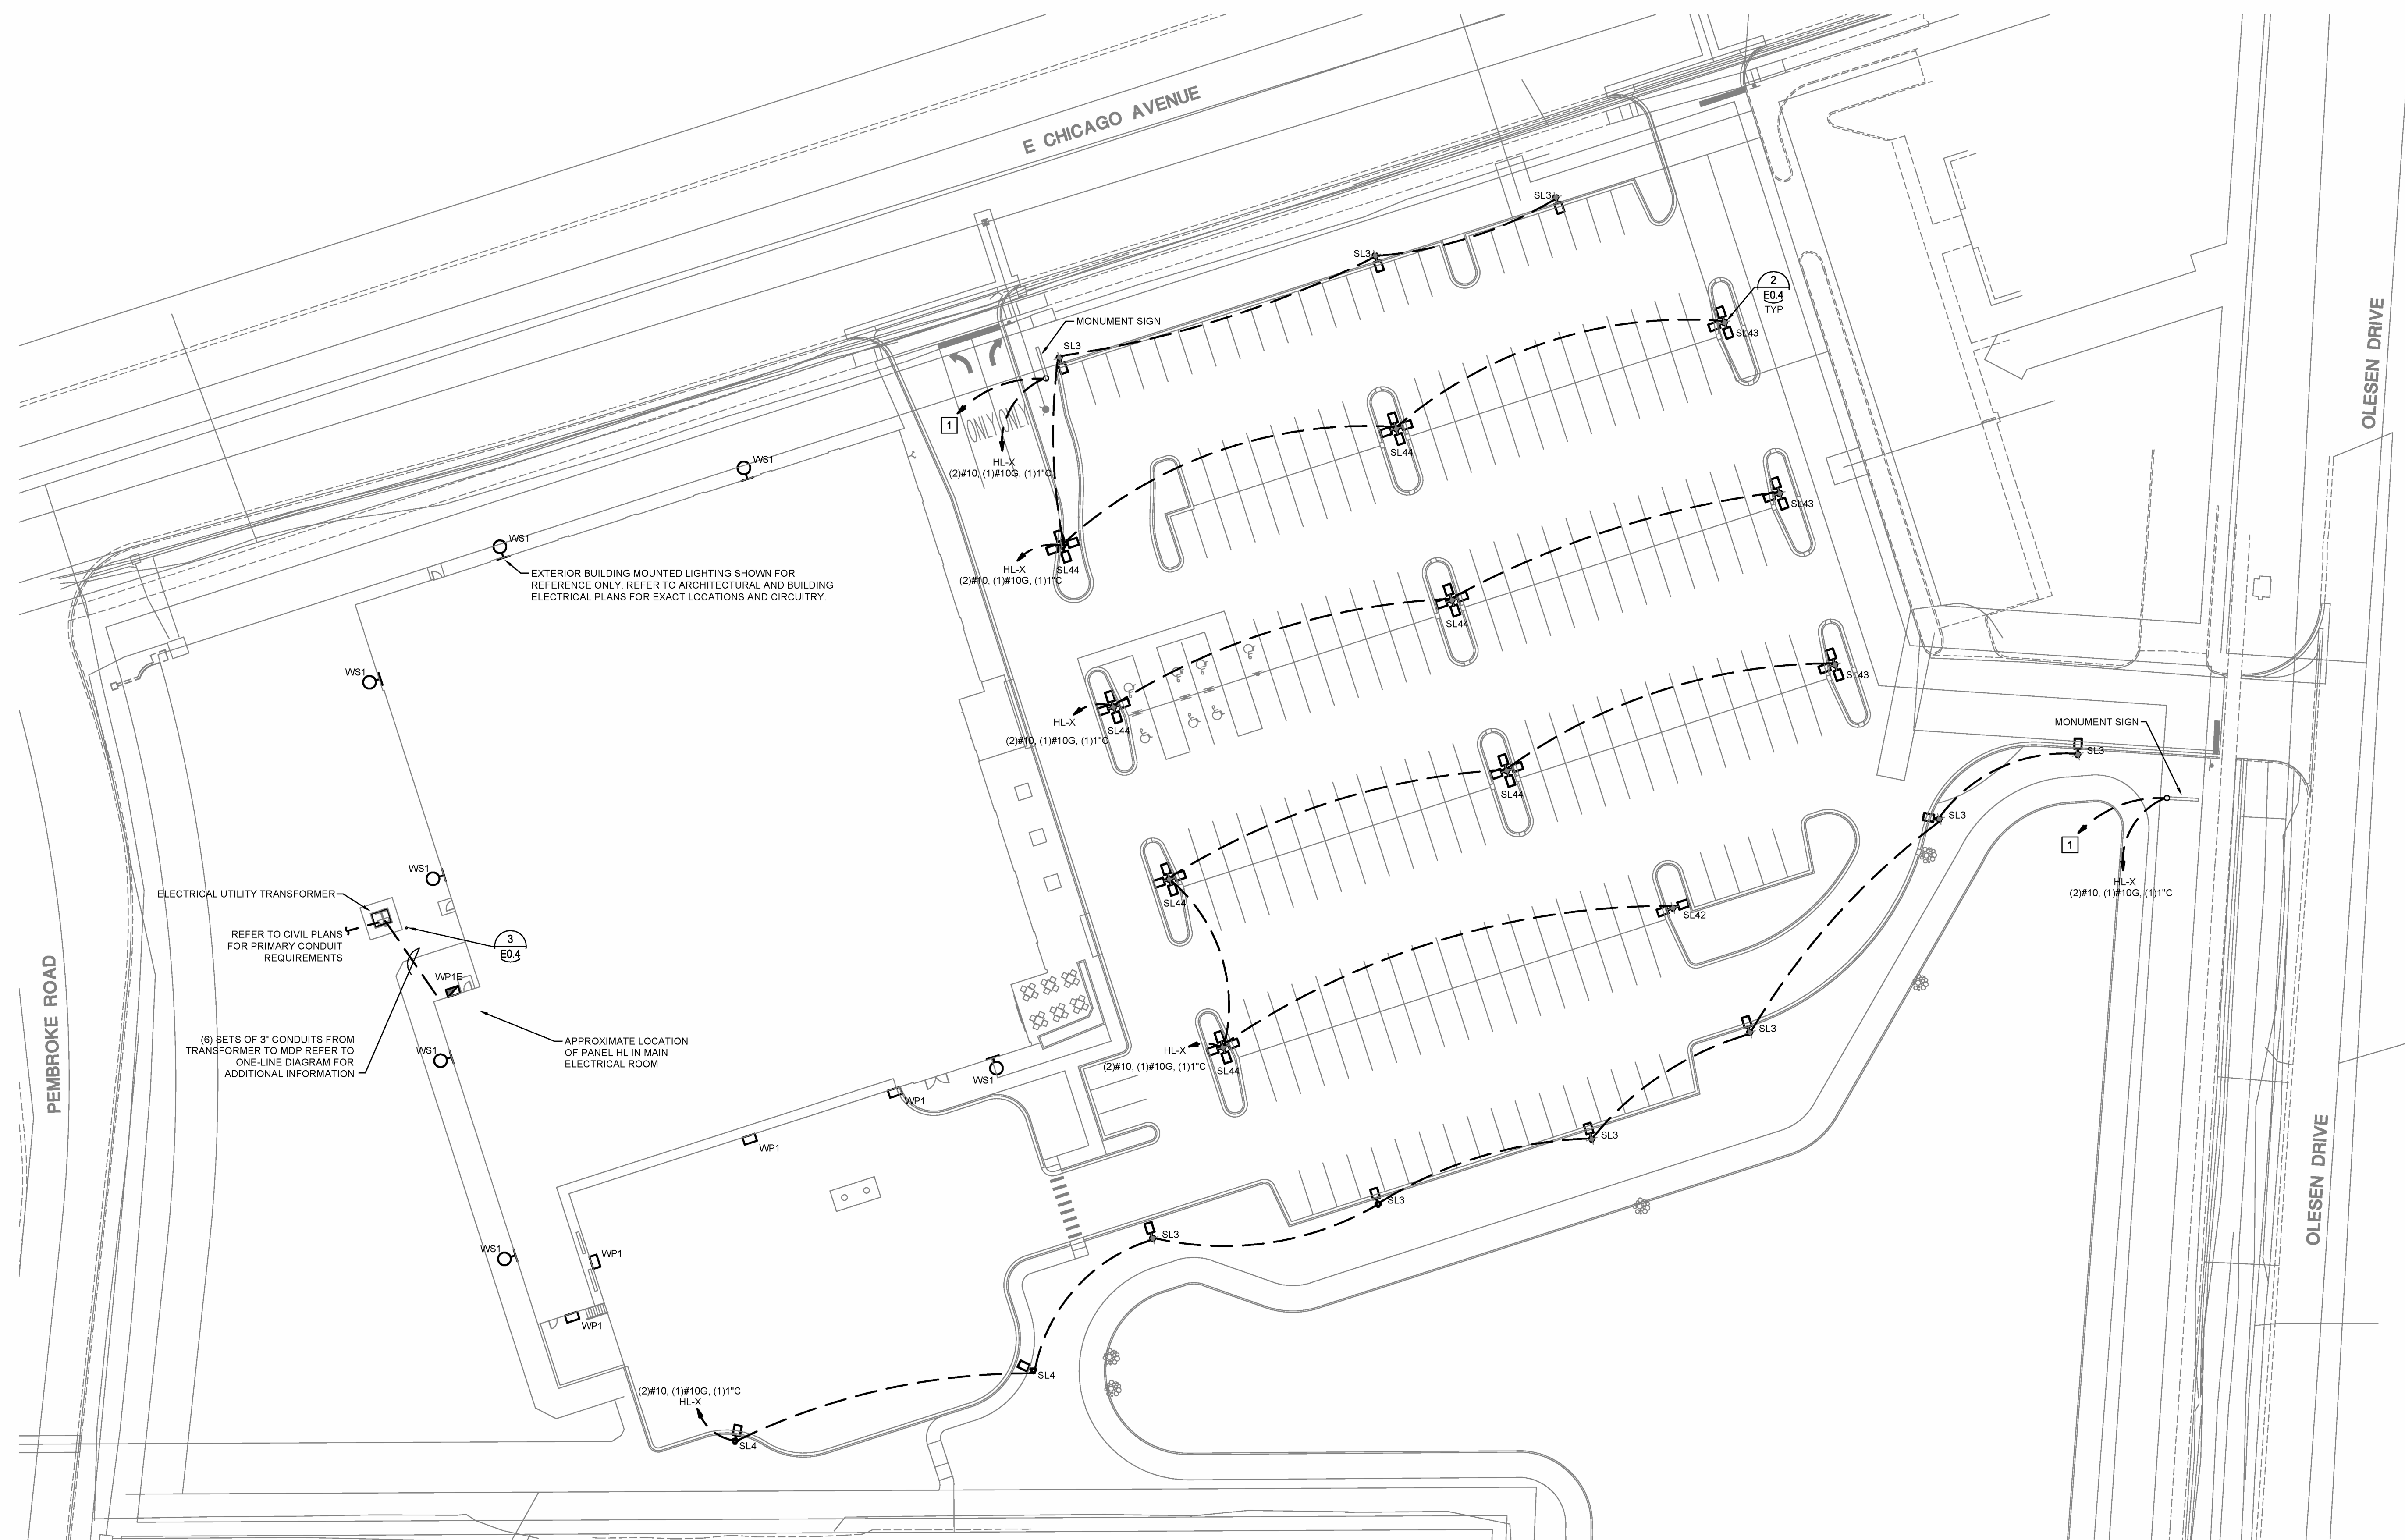 E CHICAGO AVENUE
SL3
SL3
2
E0.4
TYP
OLESEN DRIVE
MONUMENT SIGN
SL43
SL3
1
ONLY
ONLY
SL44
HL-X
(2)#10, (1)#10G, (1)1"C
WS1
SL43
WS1
HL-X
(2)#10, (1)#10G, (1)1"C
SL44
EXTERIOR BUILDING MOUNTED LIGHTING SHOWN FOR
REFERENCE ONLY. REFER TO ARCHITECTURAL AND BUILDING
ELECTRICAL PLANS FOR EXACT LOCATIONS AND CIRCUITRY.
SL44
WS1
SL43
HL-X
SL44
(2)#10, (1)#10G, (1)1"C
MONUMENT SIGN
SL3
SL44
SL3
1
WS1
HL-X
(2)#10, (1)#10G, (1)1"C
ELECTRICAL UTILITY TRANSFORMER
SL44
SL42
REFER TO CIVIL PLANS
FOR PRIMARY CONDUIT
REQUIREMENTS
3
E0.4
WP1E
PEMBROKE ROAD
SL3
(6) SETS OF 3" CONDUITS FROM
TRANSFORMER TO MDP REFER TO
ONE-LINE DIAGRAM FOR
ADDITIONAL INFORMATION
WS1
APPROXIMATE LOCATION
OF PANEL HL IN MAIN
ELECTRICAL ROOM
WS1
HL-X
(2)#10, (1)#10G, (1)1"C
SL44
WP1
SL3
WP1
OLESEN DRIVE
SL3
SL3
WS1
WP1
WP1
SL4
(2)#10, (1)#10G, (1)1"C
HL-X
SL4